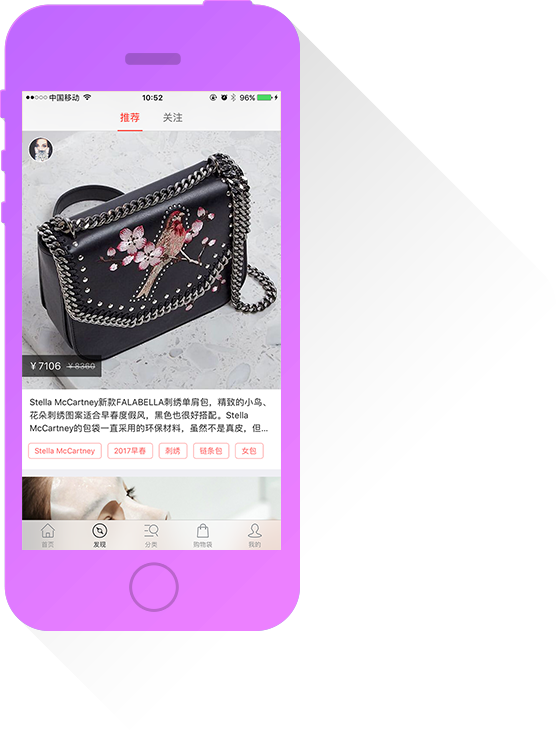 中国移动 10:52 96%
推荐 关注
¥7106 ¥8360
Stella McCartney新款FALABELLA刺绣单肩包，精致的小鸟、
花朵刺绣图案适合早春度假风，黑色也很好搭配。Stella
McCartney的包袋一直采用的环保材料，虽然不是真皮，但...
Stella McCartney 2017早春 刺绣 链条包 女包
首页 发现 分类 购物袋 我的